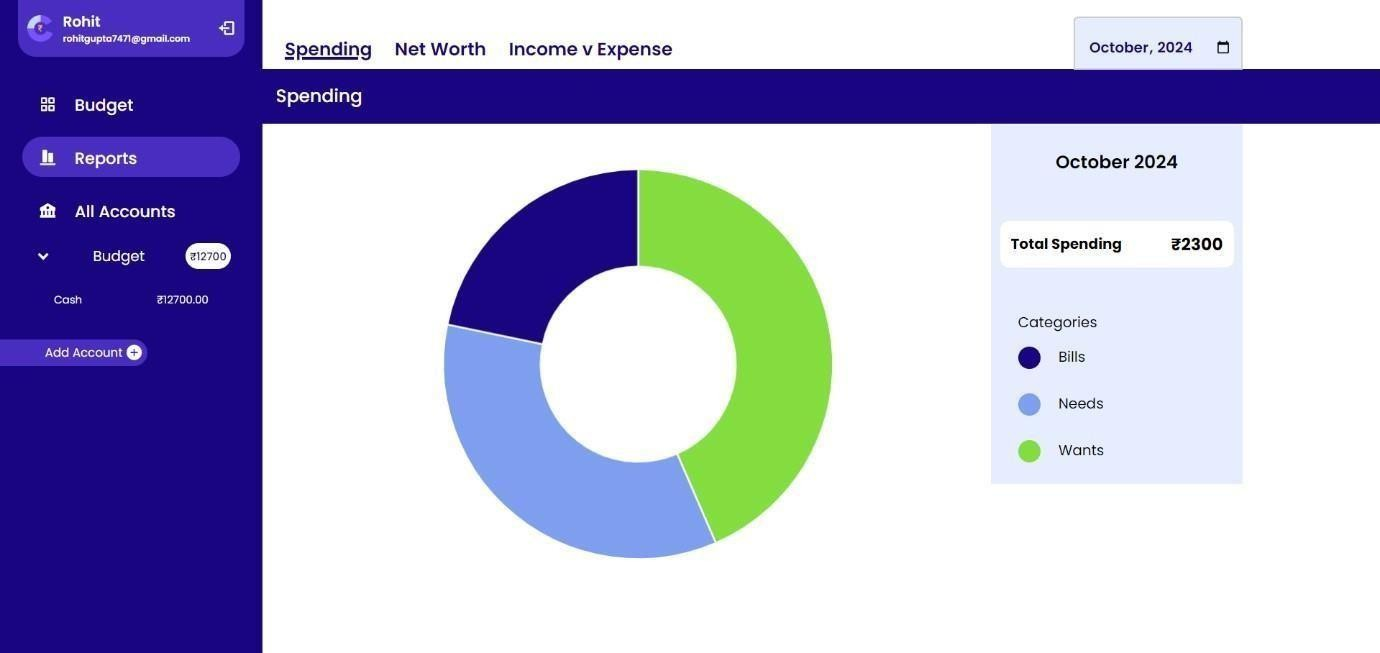 Rohit
rohitgupta7471@gmail.com
Budget
Reports
All Accounts
Budget ₹12700
Cash ₹12700.00
Add Account
Spending Net Worth Income v Expense
October, 2024
Spending
October 2024
Total Spending ₹2300
Categories
Bills
Needs
Wants